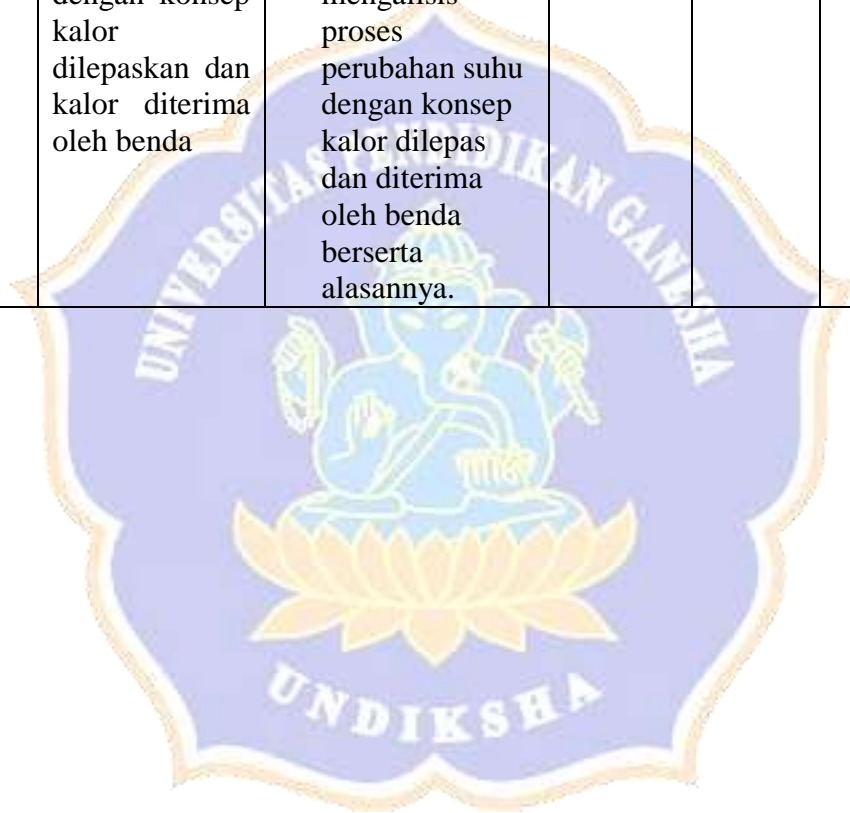 dengan konsep
kalor
dilepaskan dan
kalor diterima
oleh benda
menganisis
proses
perubahan suhu
dengan konsep
kalor dilepas
dan diterima
oleh benda
berserta
alasannya.
UNIVERSITAS PENDIDIKAN GANESHA
UNDIKSHA